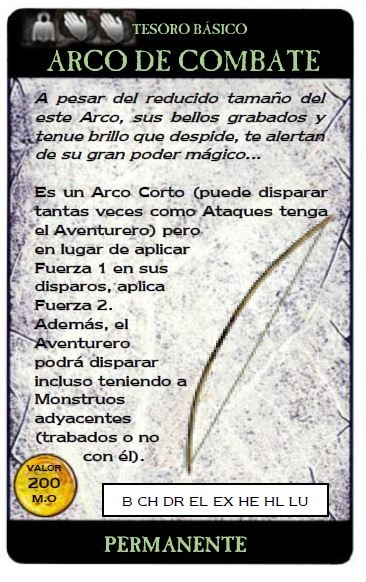 TESORO BÁSICO
ARCO DE COMBATE
A pesar del reducido tamaño del
este Arco, sus bellos grabados y
tenue brillo que despide, te alertan
de su gran poder mágico...
Es un Arco Corto (puede disparar
tantas veces como Ataques tenga
el Aventurero) pero
en lugar de aplicar
Fuerza 1 en sus
disparos, aplica
Fuerza 2.
Además, el
Aventurero
podrá disparar
incluso teniendo a
Monstruos
adyacentes
(trabados o no
con él).
VALOR
200
M.O
B CH DR EL EX HE HL LU
PERMANENTE